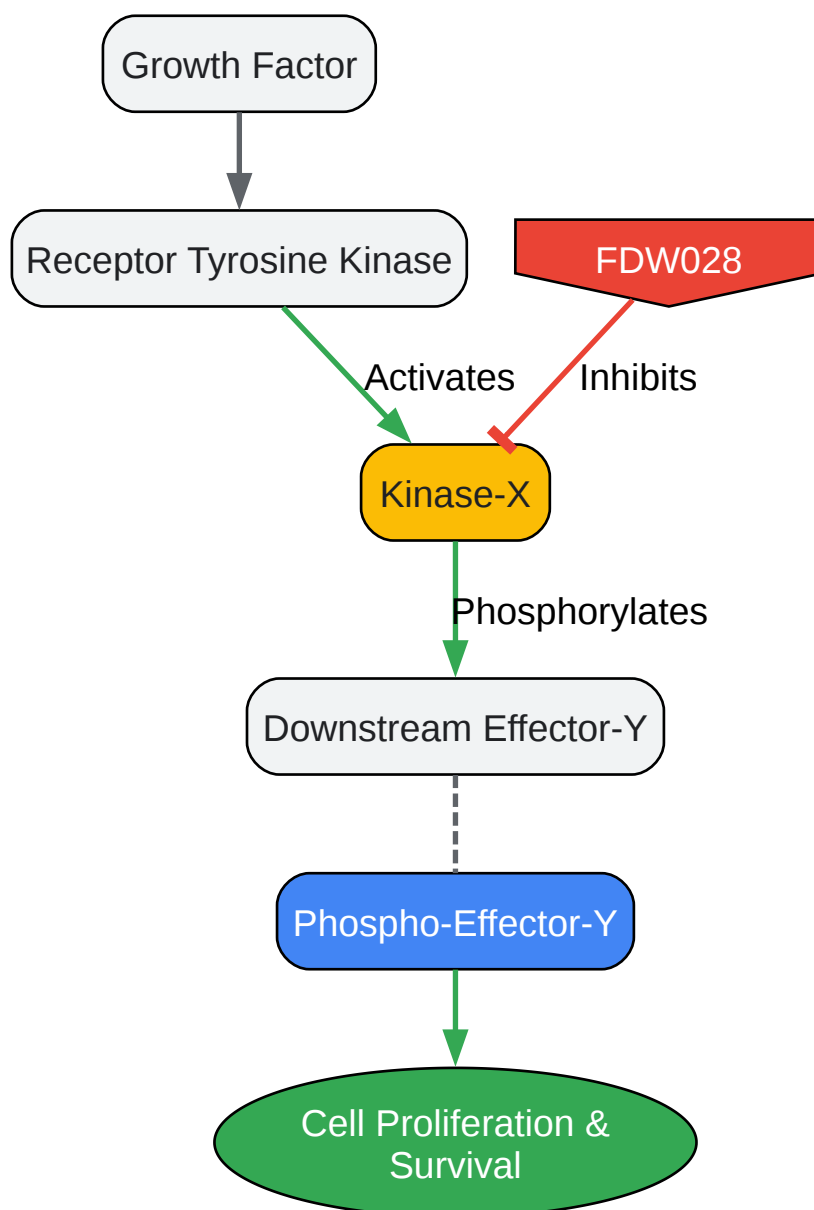 Growth Factor
Receptor Tyrosine Kinase
FDW028
Activates
Inhibits
Kinase-X
Phosphorylates
Downstream Effector-Y
Phospho-Effector-Y
Cell Proliferation &
Survival